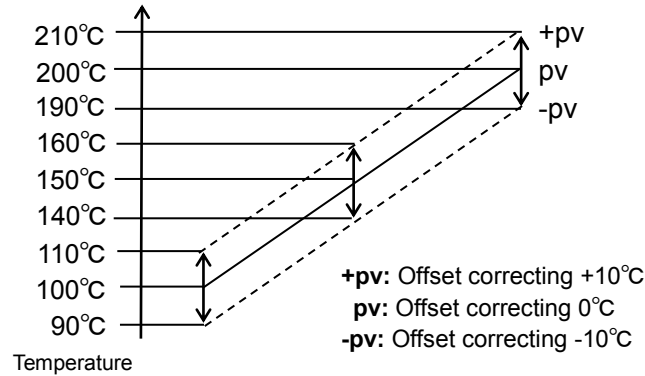 210°C
+pv
200°C
pv
190°C
-pv
160°C
150°C
140°C
110°C
+pv: Offset correcting +10°C
100°C
pv: Offset correcting 0°C
90°C
-pv: Offset correcting -10°C
Temperature